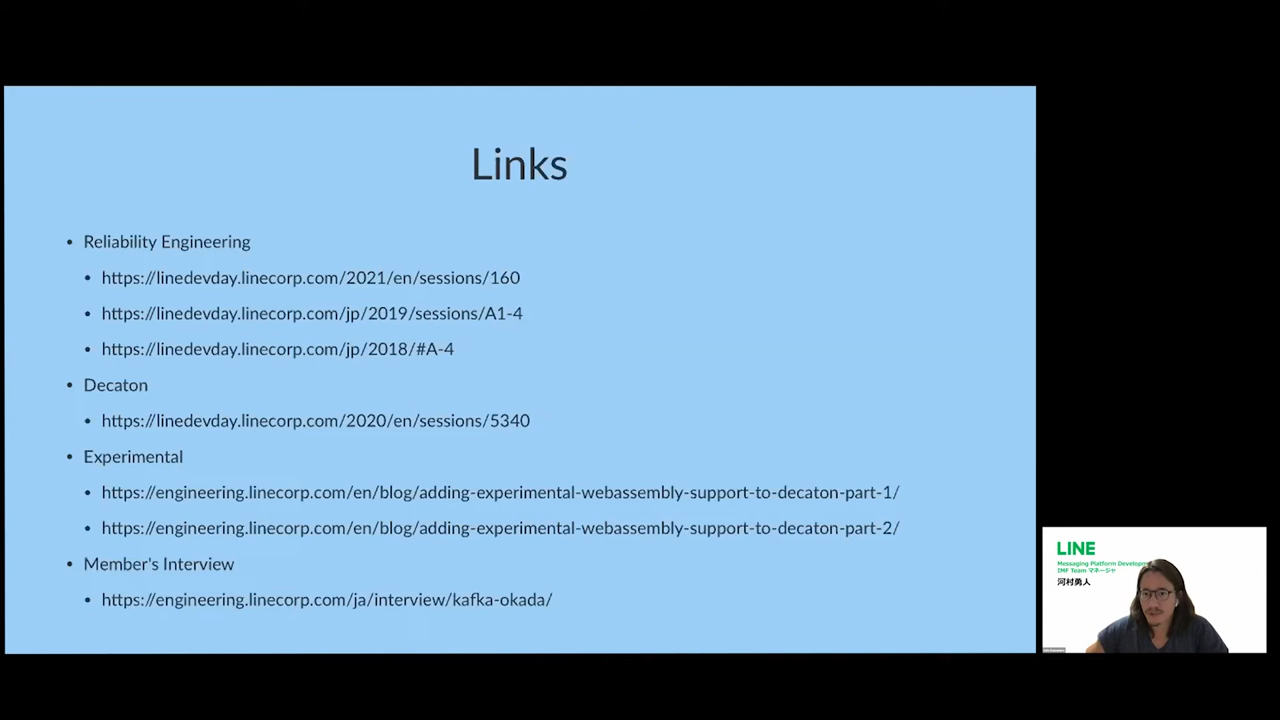 Links
• Reliability Engineering
• https://linedevday.linecorp.com/2021/en/sessions/160
• https://linedevday.linecorp.com/jp/2019/sessions/A1-4
• https://linedevday.linecorp.com/jp/2018/#A-4
• Decaton
• https://linedevday.linecorp.com/2020/en/sessions/5340
• Experimental
• https://engineering.linecorp.com/en/blog/adding-experimental-webassembly-support-to-decaton-part-1/
• https://engineering.linecorp.com/en/blog/adding-experimental-webassembly-support-to-decaton-part-2/
• Member's Interview
• https://engineering.linecorp.com/ja/interview/kafka-okada/
LINE
Messaging Platform Developm
IMF Team マネージャ
河村勇人